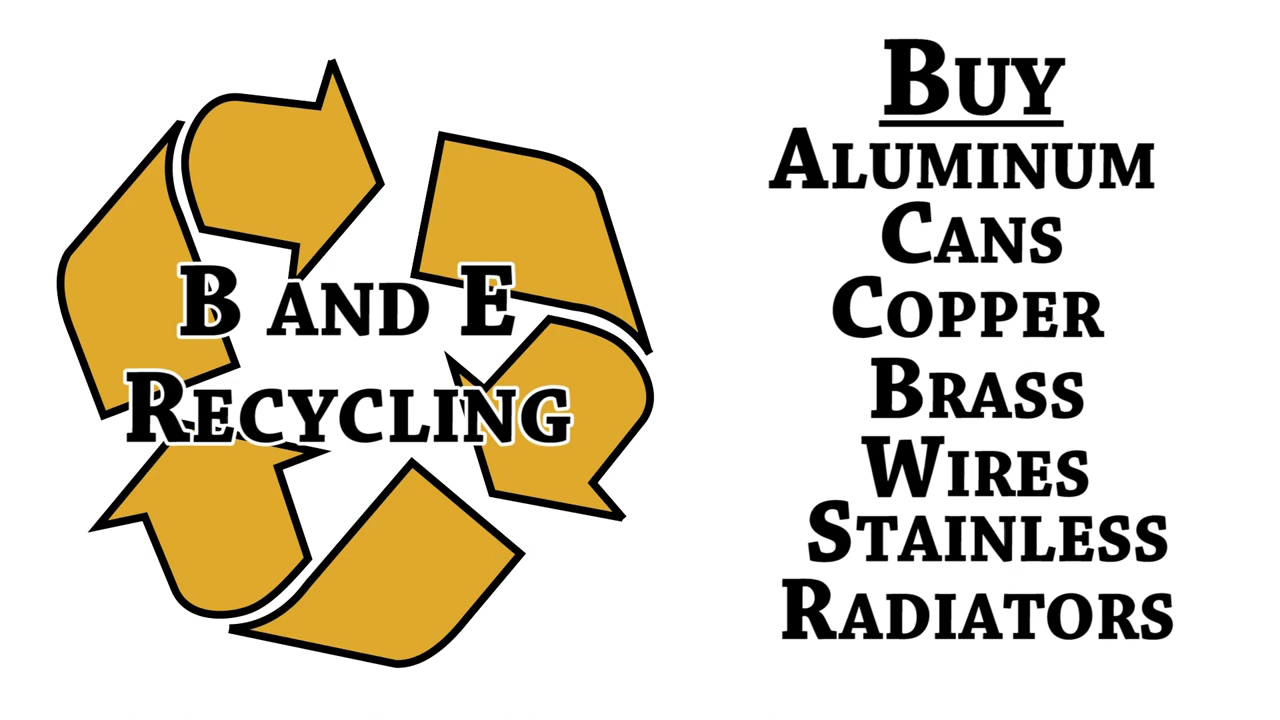 B AND E
RECYCLING
BUY
ALUMINUM
CANS
COPPER
BRASS
WIRES
STAINLESS
RADIATORS